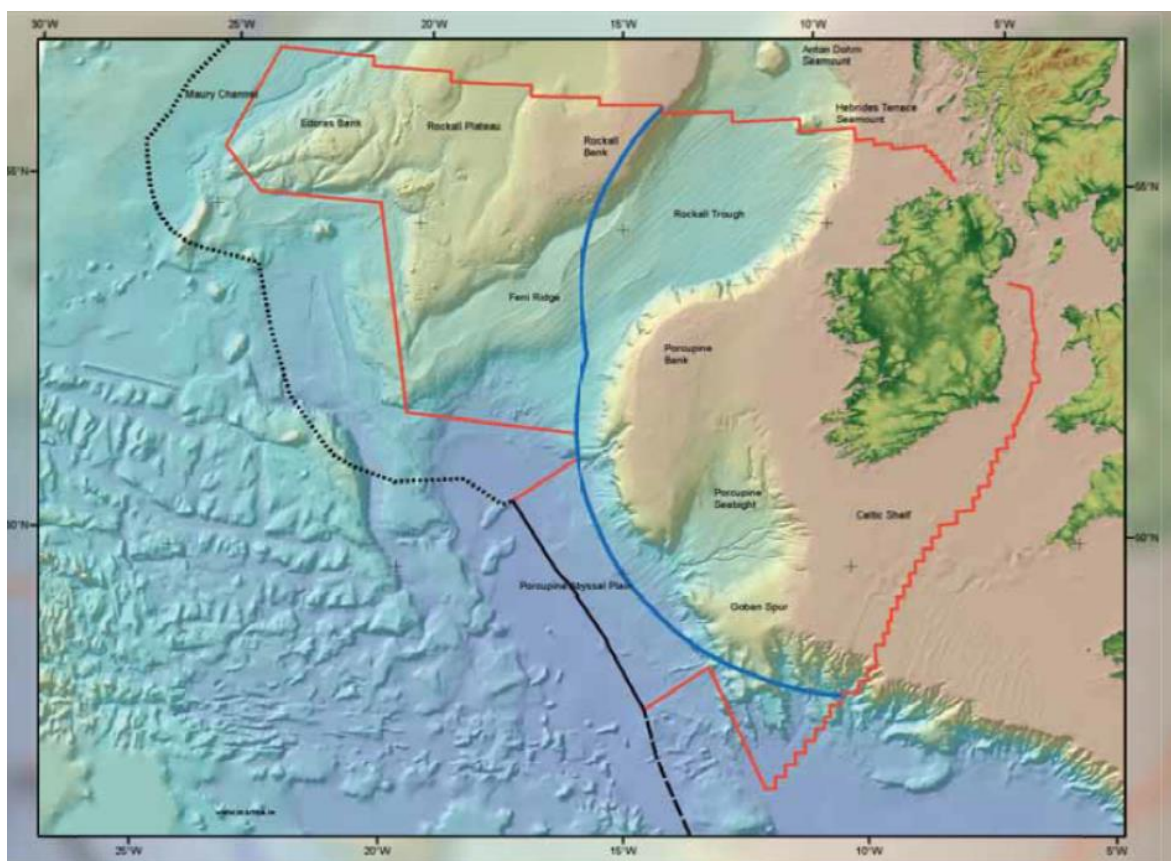 30°W
25°W
20°W
15°W
10°W
5°W
Anton Dohrn
Seamount
Maury Channel
Hebrides Terrace
Seamount
Edoras Bank
Rockall Plateau
Rockall
Bank
55°N
55°N
Rockall Trough
Feni Ridge
Porcupine
Bank
Porcupine
Seabight
Celtic Shelf
50°N
50°N
Porcupine Abyssal Plain
Goban Spur
25°W
20°W
15°W
10°W
5°W